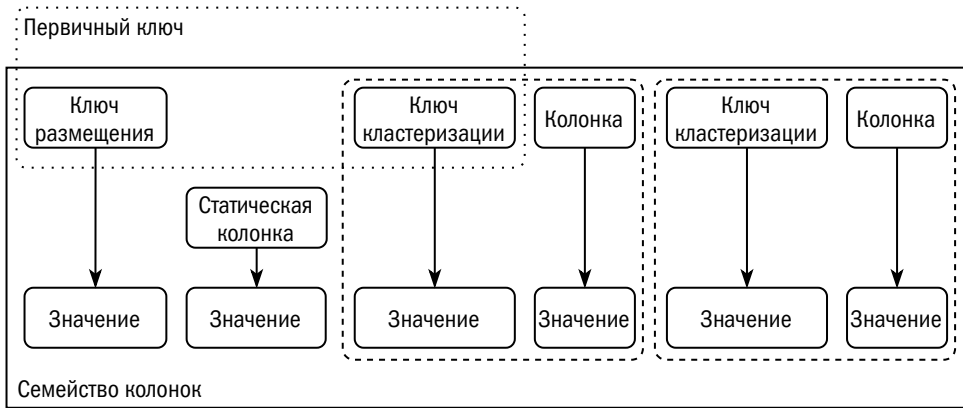 Первичный ключ
Ключ
размещения
Ключ
кластеризации
Колонка
Ключ
кластеризации
Колонка
Статическая
колонка
Значение
Значение
Значение
Значение
Значение
Значение
Семейство колонок